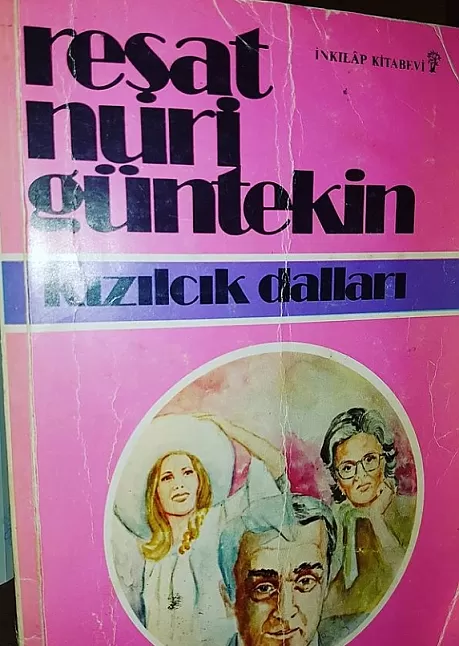 reşat
nuri
güntekin
İNKILÂP KİTABEVİ
kızılcık dalları